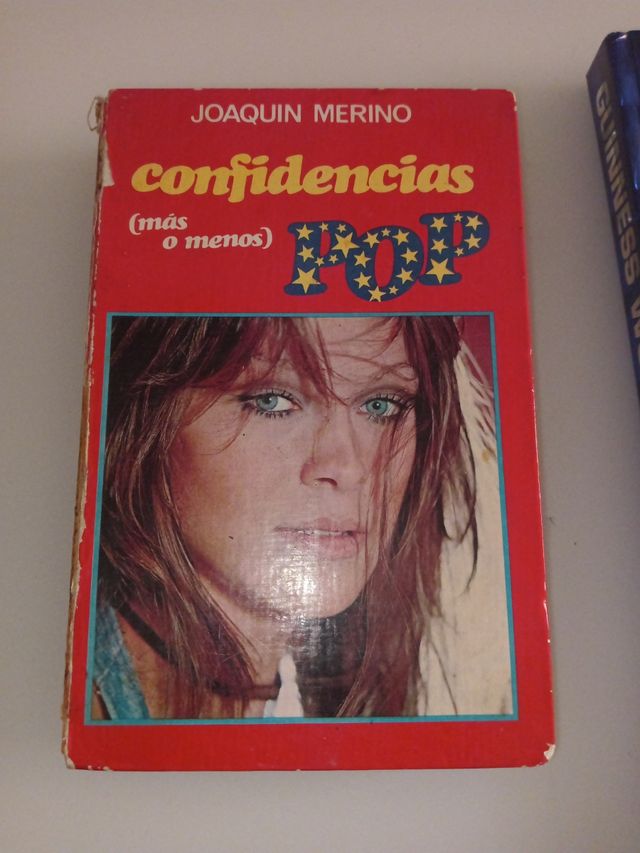 JOAQUIN MERINO
confidencias
(más
o menos)
POP
GUINNESS